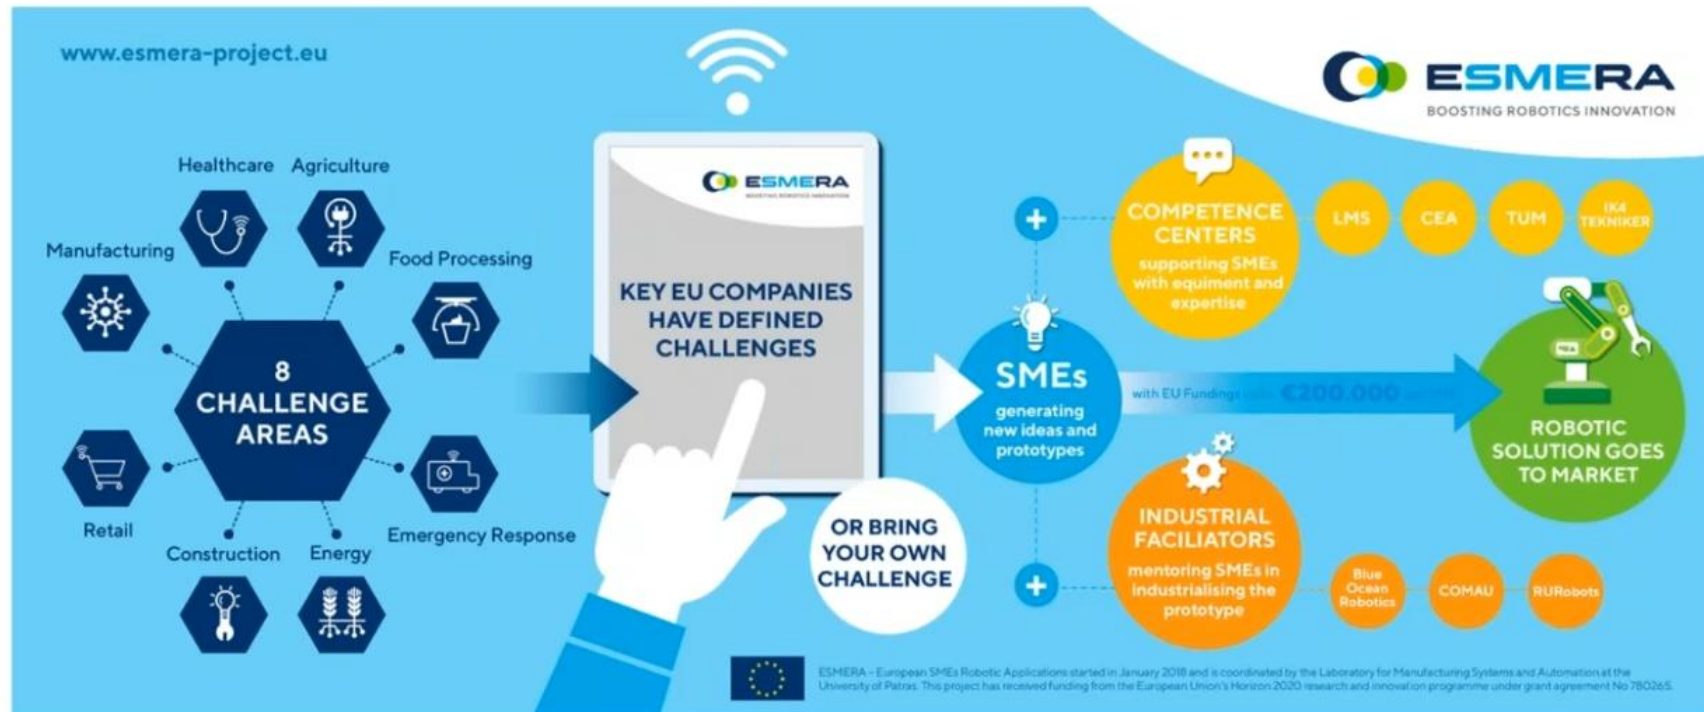 www.esmera-project.eu
ESMERA
BOOSTING ROBOTICS INNOVATION
Healthcare
Agriculture
Manufacturing
Food Processing
8
CHALLENGE
AREAS
Retail
Construction
Energy
Emergency Response
ESMERA
BOOSTING ROBOTICS INNOVATION
KEY EU COMPANIES
HAVE DEFINED
CHALLENGES
OR BRING
YOUR OWN
CHALLENGE
SMEs
generating
new ideas and
prototypes
COMPETENCE
CENTERS
supporting SMEs
with equiment and
expertise
LMS
CEA
TUM
IK4
TEKNIKER
with EU Fundings €200.000
ROBOTIC
SOLUTION GOES
TO MARKET
INDUSTRIAL
FACILIATORS
mentoring SMEs in
industrialising the
prototype
Blue
Ocean
Robotics
COMAU
RURobots
ESMERA - European SMEs Robotic Applications started in January 2018 and is coordinated by the Laboratory for Manufacturing Systems and Automation at the
University of Patras. This project has received funding from the European Union's Horizon 2020 research and innovation programme under grant agreement No 780265.